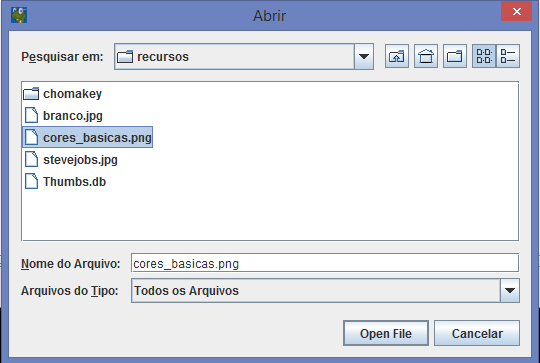 Abrir
Pesquisar em: recursos
chomakey
branco.jpg
cores_basicas.png
stevejobs.jpg
Thumbs.db
Nome do Arquivo: cores_basicas.png
Arquivos do Tipo: Todos os Arquivos
Open File Cancelar